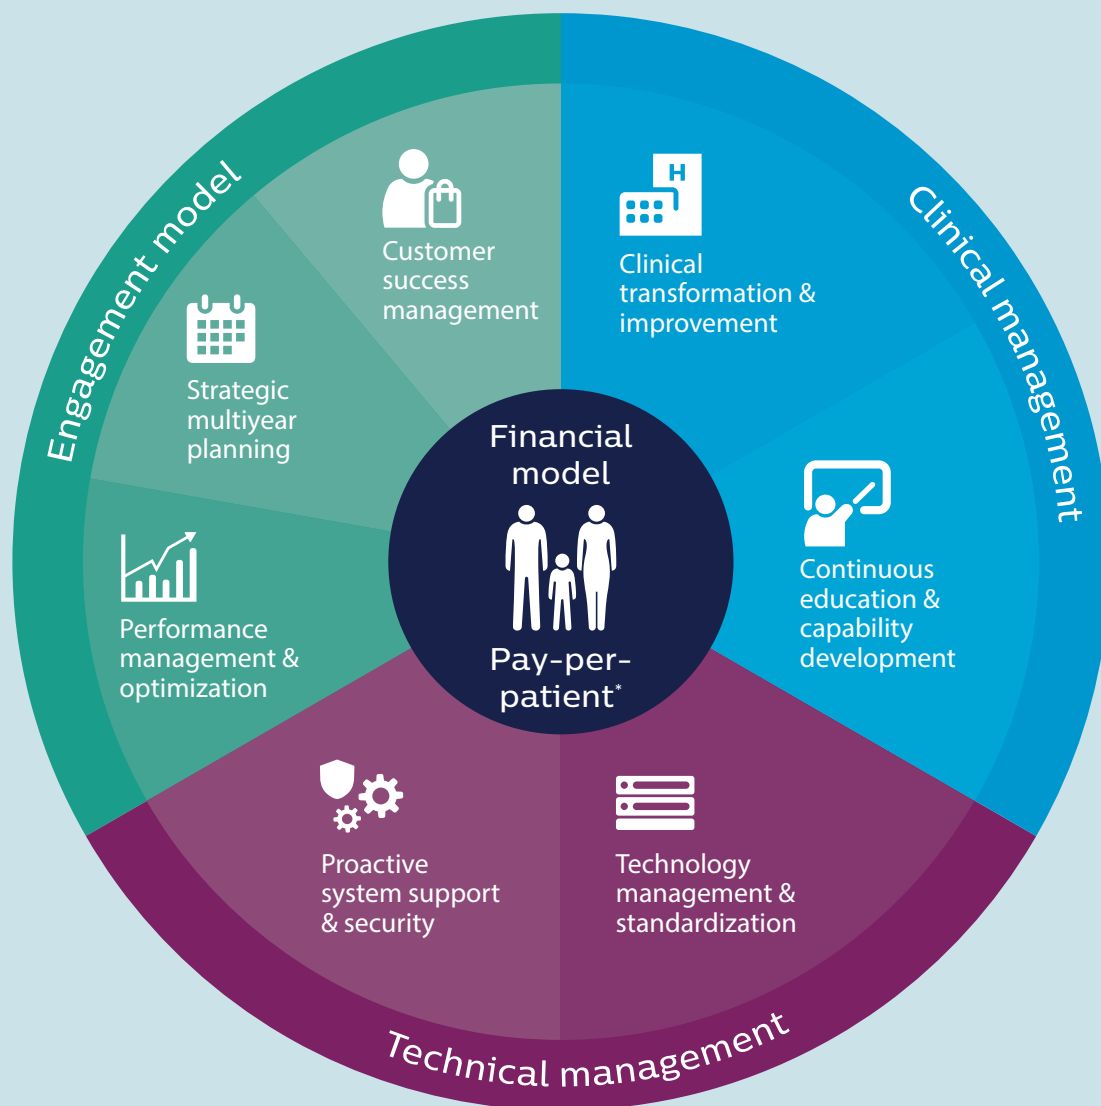 Engagement model
Customer
success
management
Strategic
multiyear
planning
Performance
management &
optimization
Clinical management
H
Clinical
transformation &
improvement
Continuous
education &
capability
development
Financial
model
Pay-per-
patient*
Technical management
Proactive
system support
& security
Technology
management &
standardization